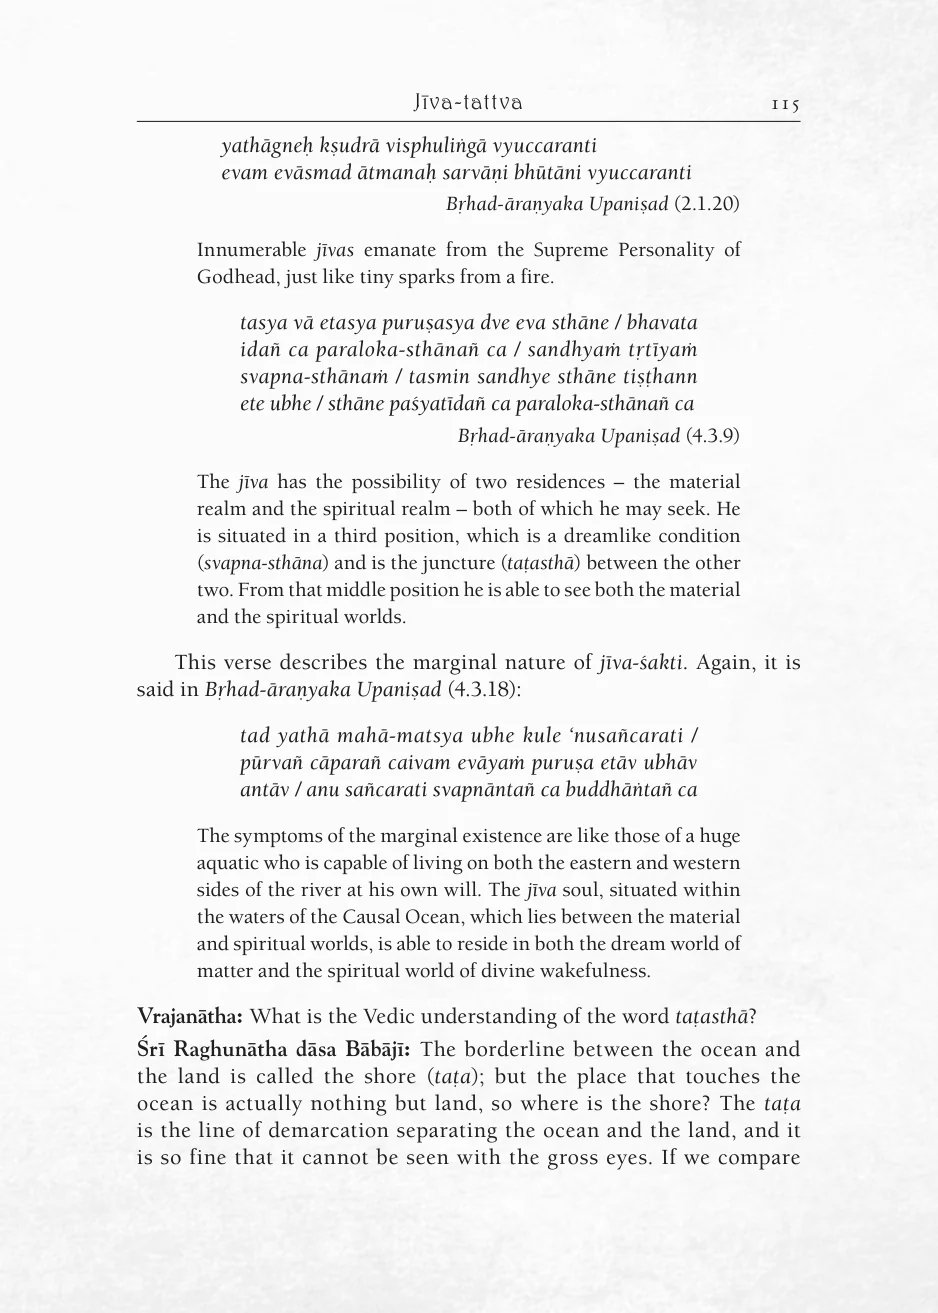 Jīva-tattva 115
yathāgneḥ kṣudrā visphuliṅgā vyuccaranti
evam evāsmad ātmanaḥ sarvāṇi bhūtāni vyuccaranti
Bṛhad-āraṇyaka Upaniṣad (2.1.20)
Innumerable jīvas emanate from the Supreme Personality of
Godhead, just like tiny sparks from a fire.
tasya vā etasya puruṣasya dve eva sthāne / bhavata
idañ ca paraloka-sthānañ ca / sandhyaṁ tṛtīyaṁ
svapna-sthānaṁ / tasmin sandhye sthāne tiṣṭhann
ete ubhe / sthāne paśyatīdañ ca paraloka-sthānañ ca
Bṛhad-āraṇyaka Upaniṣad (4.3.9)
The jīva has the possibility of two residences – the material
realm and the spiritual realm – both of which he may seek. He
is situated in a third position, which is a dreamlike condition
(svapna-sthāna) and is the juncture (taṭasthā) between the other
two. From that middle position he is able to see both the material
and the spiritual worlds.
This verse describes the marginal nature of jīva-śakti. Again, it is
said in Bṛhad-āraṇyaka Upaniṣad (4.3.18):
tad yathā mahā-matsya ubhe kule ‘nusañcarati /
pūrvañ cāparañ caivam evāyaṁ puruṣa etāv ubhāv
antāv / anu sañcarati svapnāntañ ca buddhāṅtañ ca
The symptoms of the marginal existence are like those of a huge
aquatic who is capable of living on both the eastern and western
sides of the river at his own will. The jīva soul, situated within
the waters of the Causal Ocean, which lies between the material
and spiritual worlds, is able to reside in both the dream world of
matter and the spiritual world of divine wakefulness.
Vrajanātha: What is the Vedic understanding of the word taṭasthā?
Śrī Raghunātha dāsa Bābājī: The borderline between the ocean and
the land is called the shore (taṭa); but the place that touches the
ocean is actually nothing but land, so where is the shore? The taṭa
is the line of demarcation separating the ocean and the land, and it
is so fine that it cannot be seen with the gross eyes. If we compare